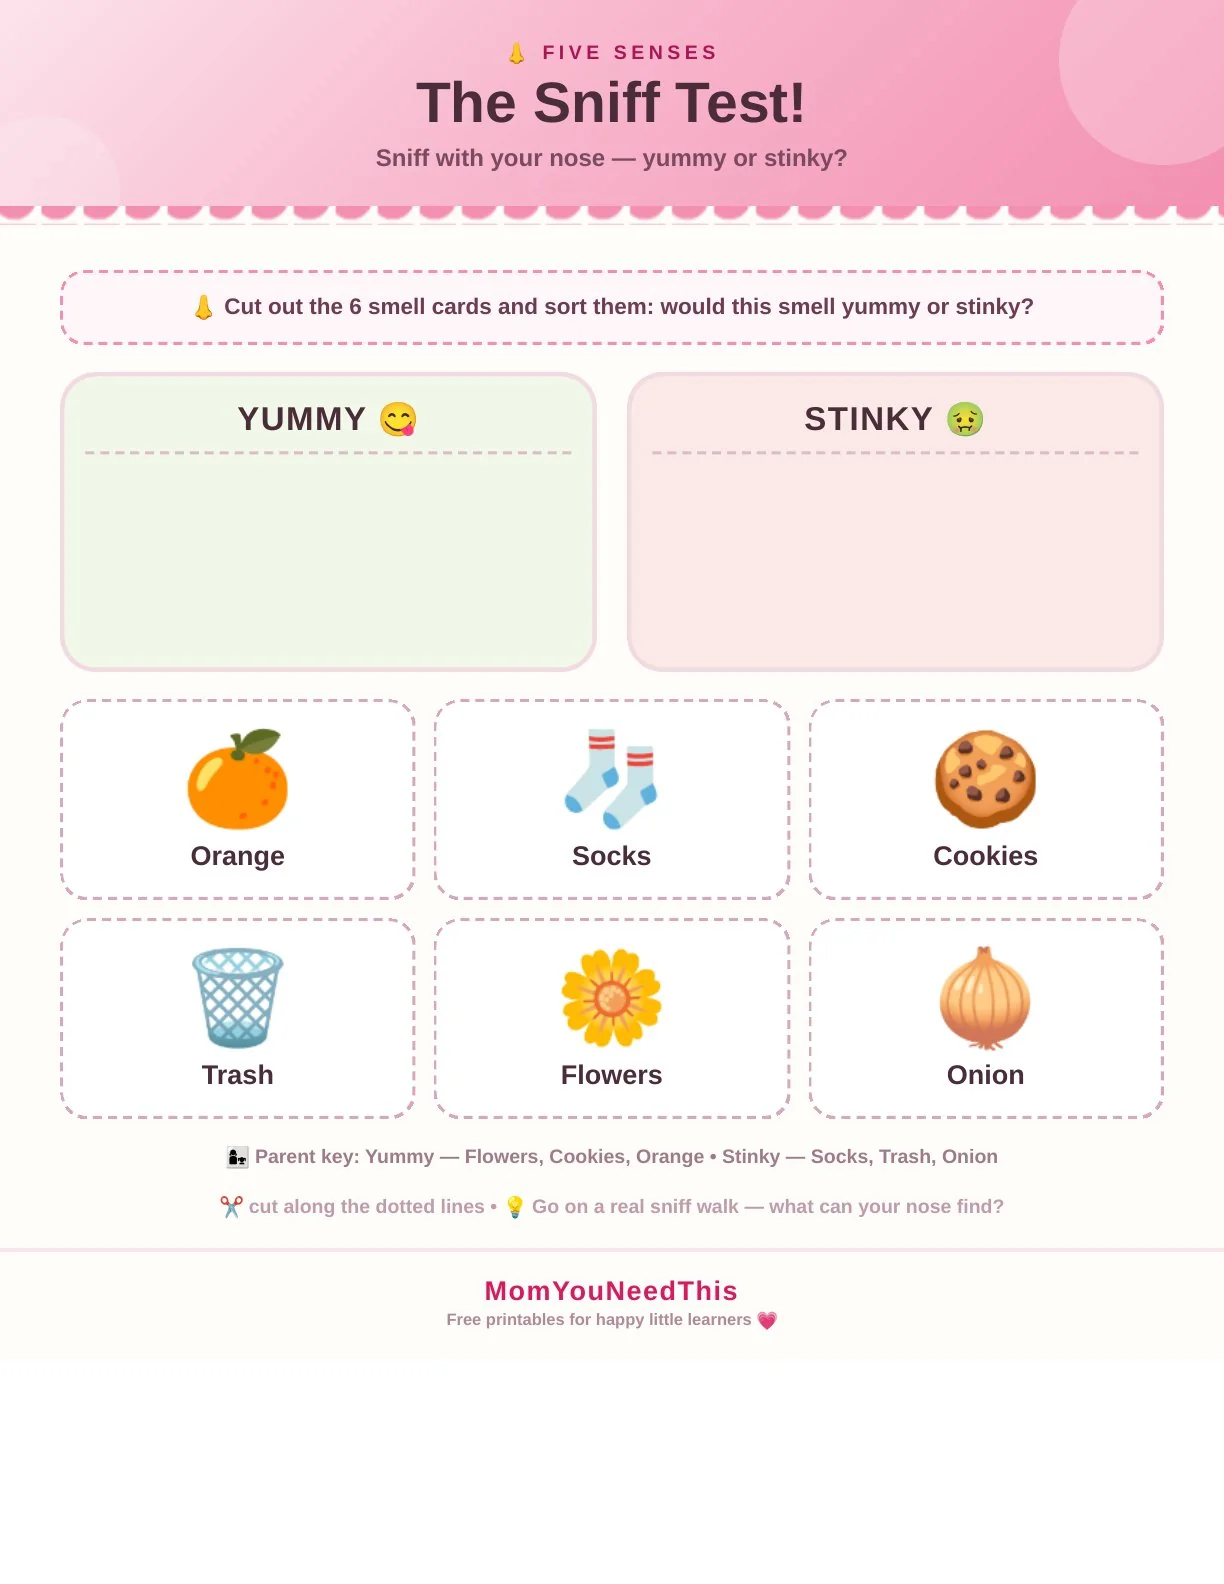 👃 FIVE SENSES
The Sniff Test!
Sniff with your nose — yummy or stinky?
👃 Cut out the 6 smell cards and sort them: would this smell yummy or stinky?
YUMMY 😋
STINKY 🤢
Orange
Socks
Cookies
Trash
Flowers
Onion
Parent key: Yummy — Flowers, Cookies, Orange • Stinky — Socks, Trash, Onion
✂️ cut along the dotted lines • 💡 Go on a real sniff walk — what can your nose find?
MomYouNeedThis
Free printables for happy little learners 💗